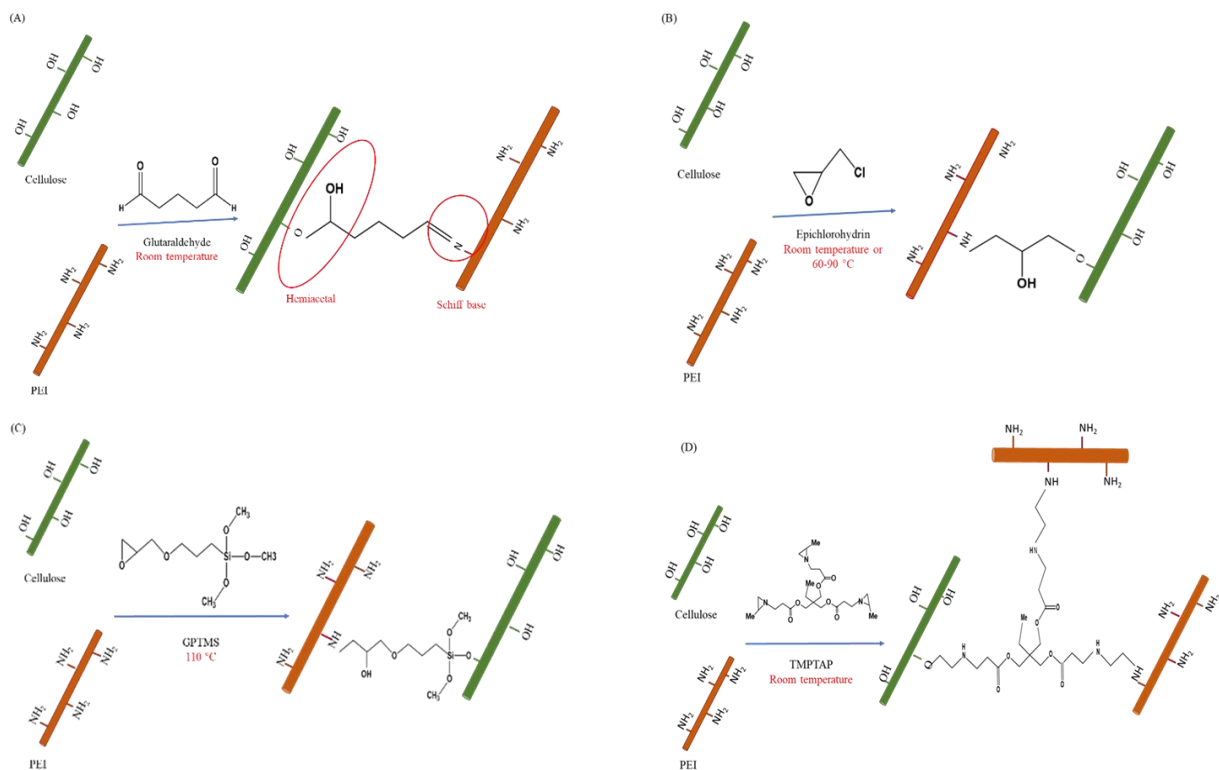 (A)
OH
OH
OH
OH
Cellulose
O
O
H
H
Glutaraldchyde
Room temperature
NH2
NH2
NH2
NH2
PEI
OH
OH
OH
OH
O
N
Hemiacetal
Schiff base
NH2
NH2
NH2
NH2
(B)
OH
OH
OH
OH
Cellulose
O
Cl
Epichlorohydrin
Room temperature or
60-90 °C
NH2
NH2
NH2
NH2
PEI
NH2
NH2
NH2
NH
OH
O
OH
OH
OH
(C)
OH
OH
OH
OH
Cellulose
O
O
CH3
O
Si—O—CH3
O
CH3
GPTMS
110 °C
NH2
NH2
NH2
NH2
PEI
NH2
NH2
NH
NH2
OH
O
CH3
O
Si—O
O
CH3
OH
OH
OH
(D)
OH
OH
OH
OH
Cellulose
Me
N
O
O
Me
N
O
O
O
O
N
Me
Me
TMPTAP
Room temperature
NH2
NH2
NH2
NH2
PEI
NH2
NH2
NH
NH2
HN
O
O
Me
OH
OH
OH
O
H
N
O
O
O
O
H
N
NH
NH2
NH2
NH2